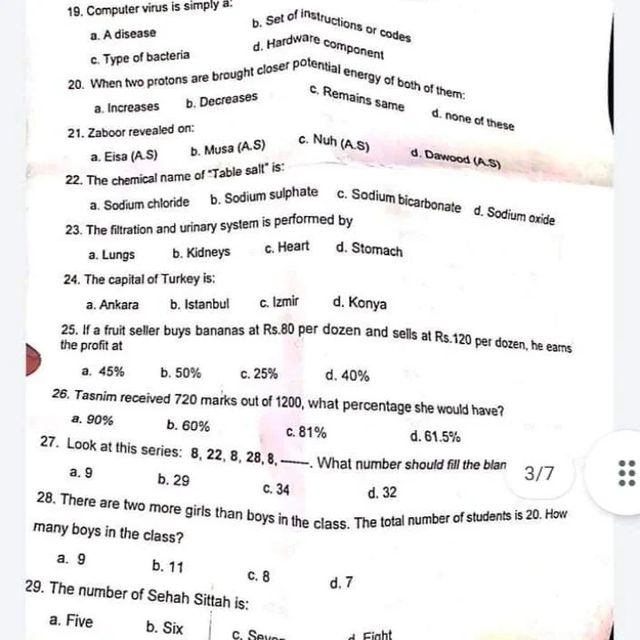 19. Computer virus is simply a:
a. A disease b. Set of instructions or codes
c. Type of bacteria d. Hardware component
20. When two protons are brought closer potential energy of both of them:
a. Increases b. Decreases c. Remains same d. none of these
21. Zaboor revealed on:
a. Eisa (A.S) b. Musa (A.S) c. Nuh (A.S) d. Dawood (A.S)
22. The chemical name of "Table salt" is:
a. Sodium chloride b. Sodium sulphate c. Sodium bicarbonate d. Sodium oxide
23. The filtration and urinary system is performed by
a. Lungs b. Kidneys c. Heart d. Stomach
24. The capital of Turkey is:
a. Ankara b. Istanbul c. Izmir d. Konya
25. If a fruit seller buys bananas at Rs.80 per dozen and sells at Rs.120 per dozen, he earns
the profit at
a. 45% b. 50% c. 25% d. 40%
26. Tasnim received 720 marks out of 1200, what percentage she would have?
a. 90% b. 60% c. 81% d. 61.5%
27. Look at this series: 8, 22, 8, 28, 8, ------. What number should fill the blan
3/7
a. 9 b. 29 c. 34 d. 32
28. There are two more girls than boys in the class. The total number of students is 20. How
many boys in the class?
a. 9 b. 11 c. 8 d. 7
29. The number of Sehah Sittah is:
a. Five b. Six c. Seven d. Eight